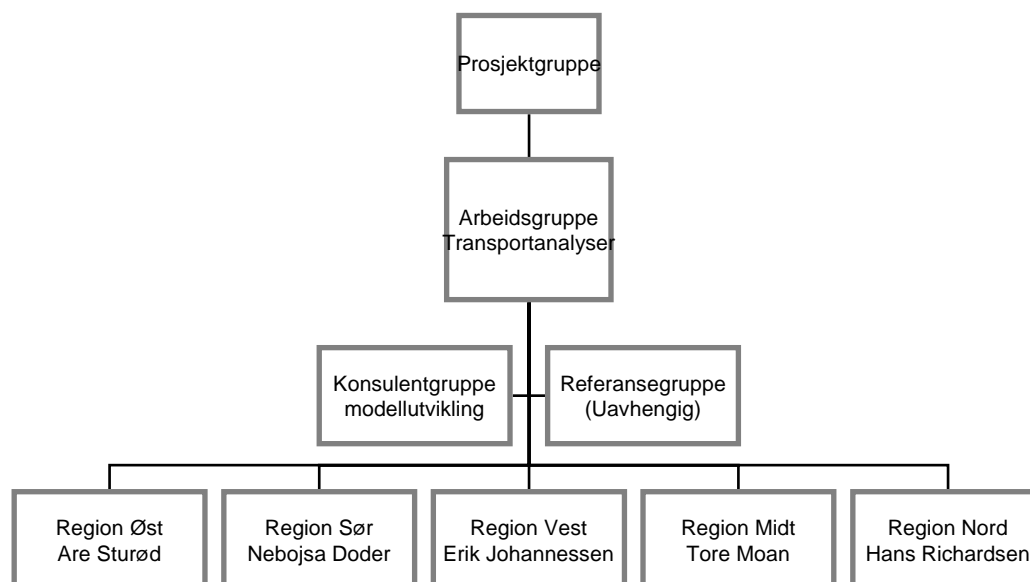 Prosjektgruppe
Arbeidsgruppe
Transportanalyser
Konsulentgruppe
modellutvikling
Referansegruppe
(Uavhengig)
Region Øst
Are Sturød
Region Sør
Nebojsa Doder
Region Vest
Erik Johannessen
Region Midt
Tore Moan
Region Nord
Hans Richardsen